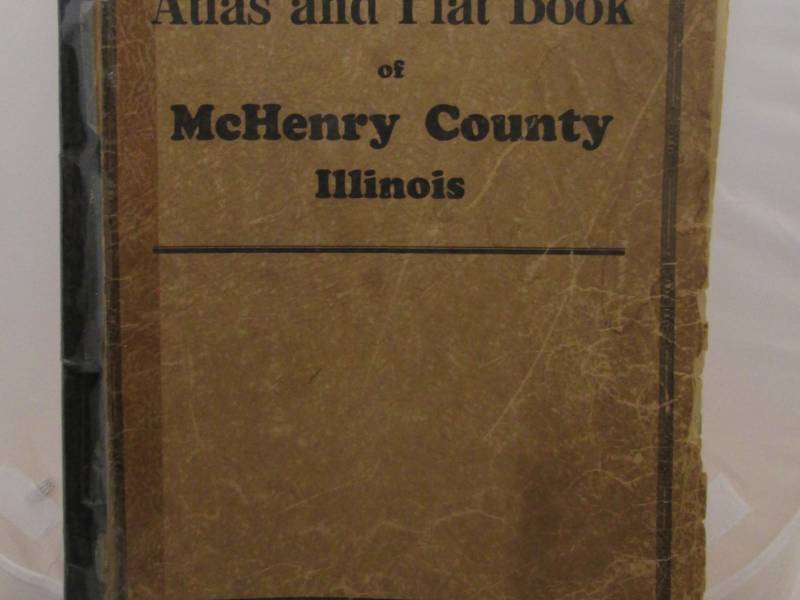 Atlas and Plat Book
of
McHenry County
Illinois